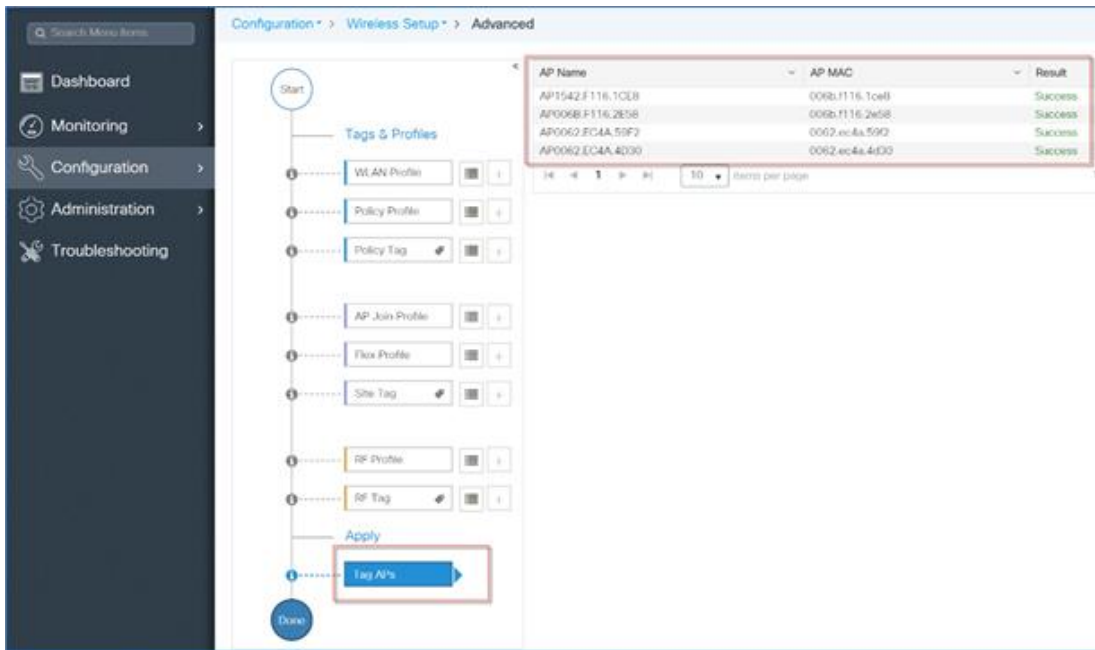 Search Menu Items
Dashboard
Monitoring
Configuration
Administration
Troubleshooting
Configuration > Wireless Setup > Advanced
Start
Tags & Profiles
WLAN Profile
Policy Profile
Policy Tag
AP Join Profile
Flex Profile
Site Tag
RF Profile
RF Tag
Apply
Tag APs
Done
AP Name AP MAC Result
AP1542.F116.1CE8 006b.f116.1ce8 Success
AP006B.F116.2E58 006b.f116.2e58 Success
AP0062.EC4A.59F2 0062.ec4a.59f2 Success
AP0062.EC4A.4D30 0062.ec4a.4d30 Success
1 10 items per page